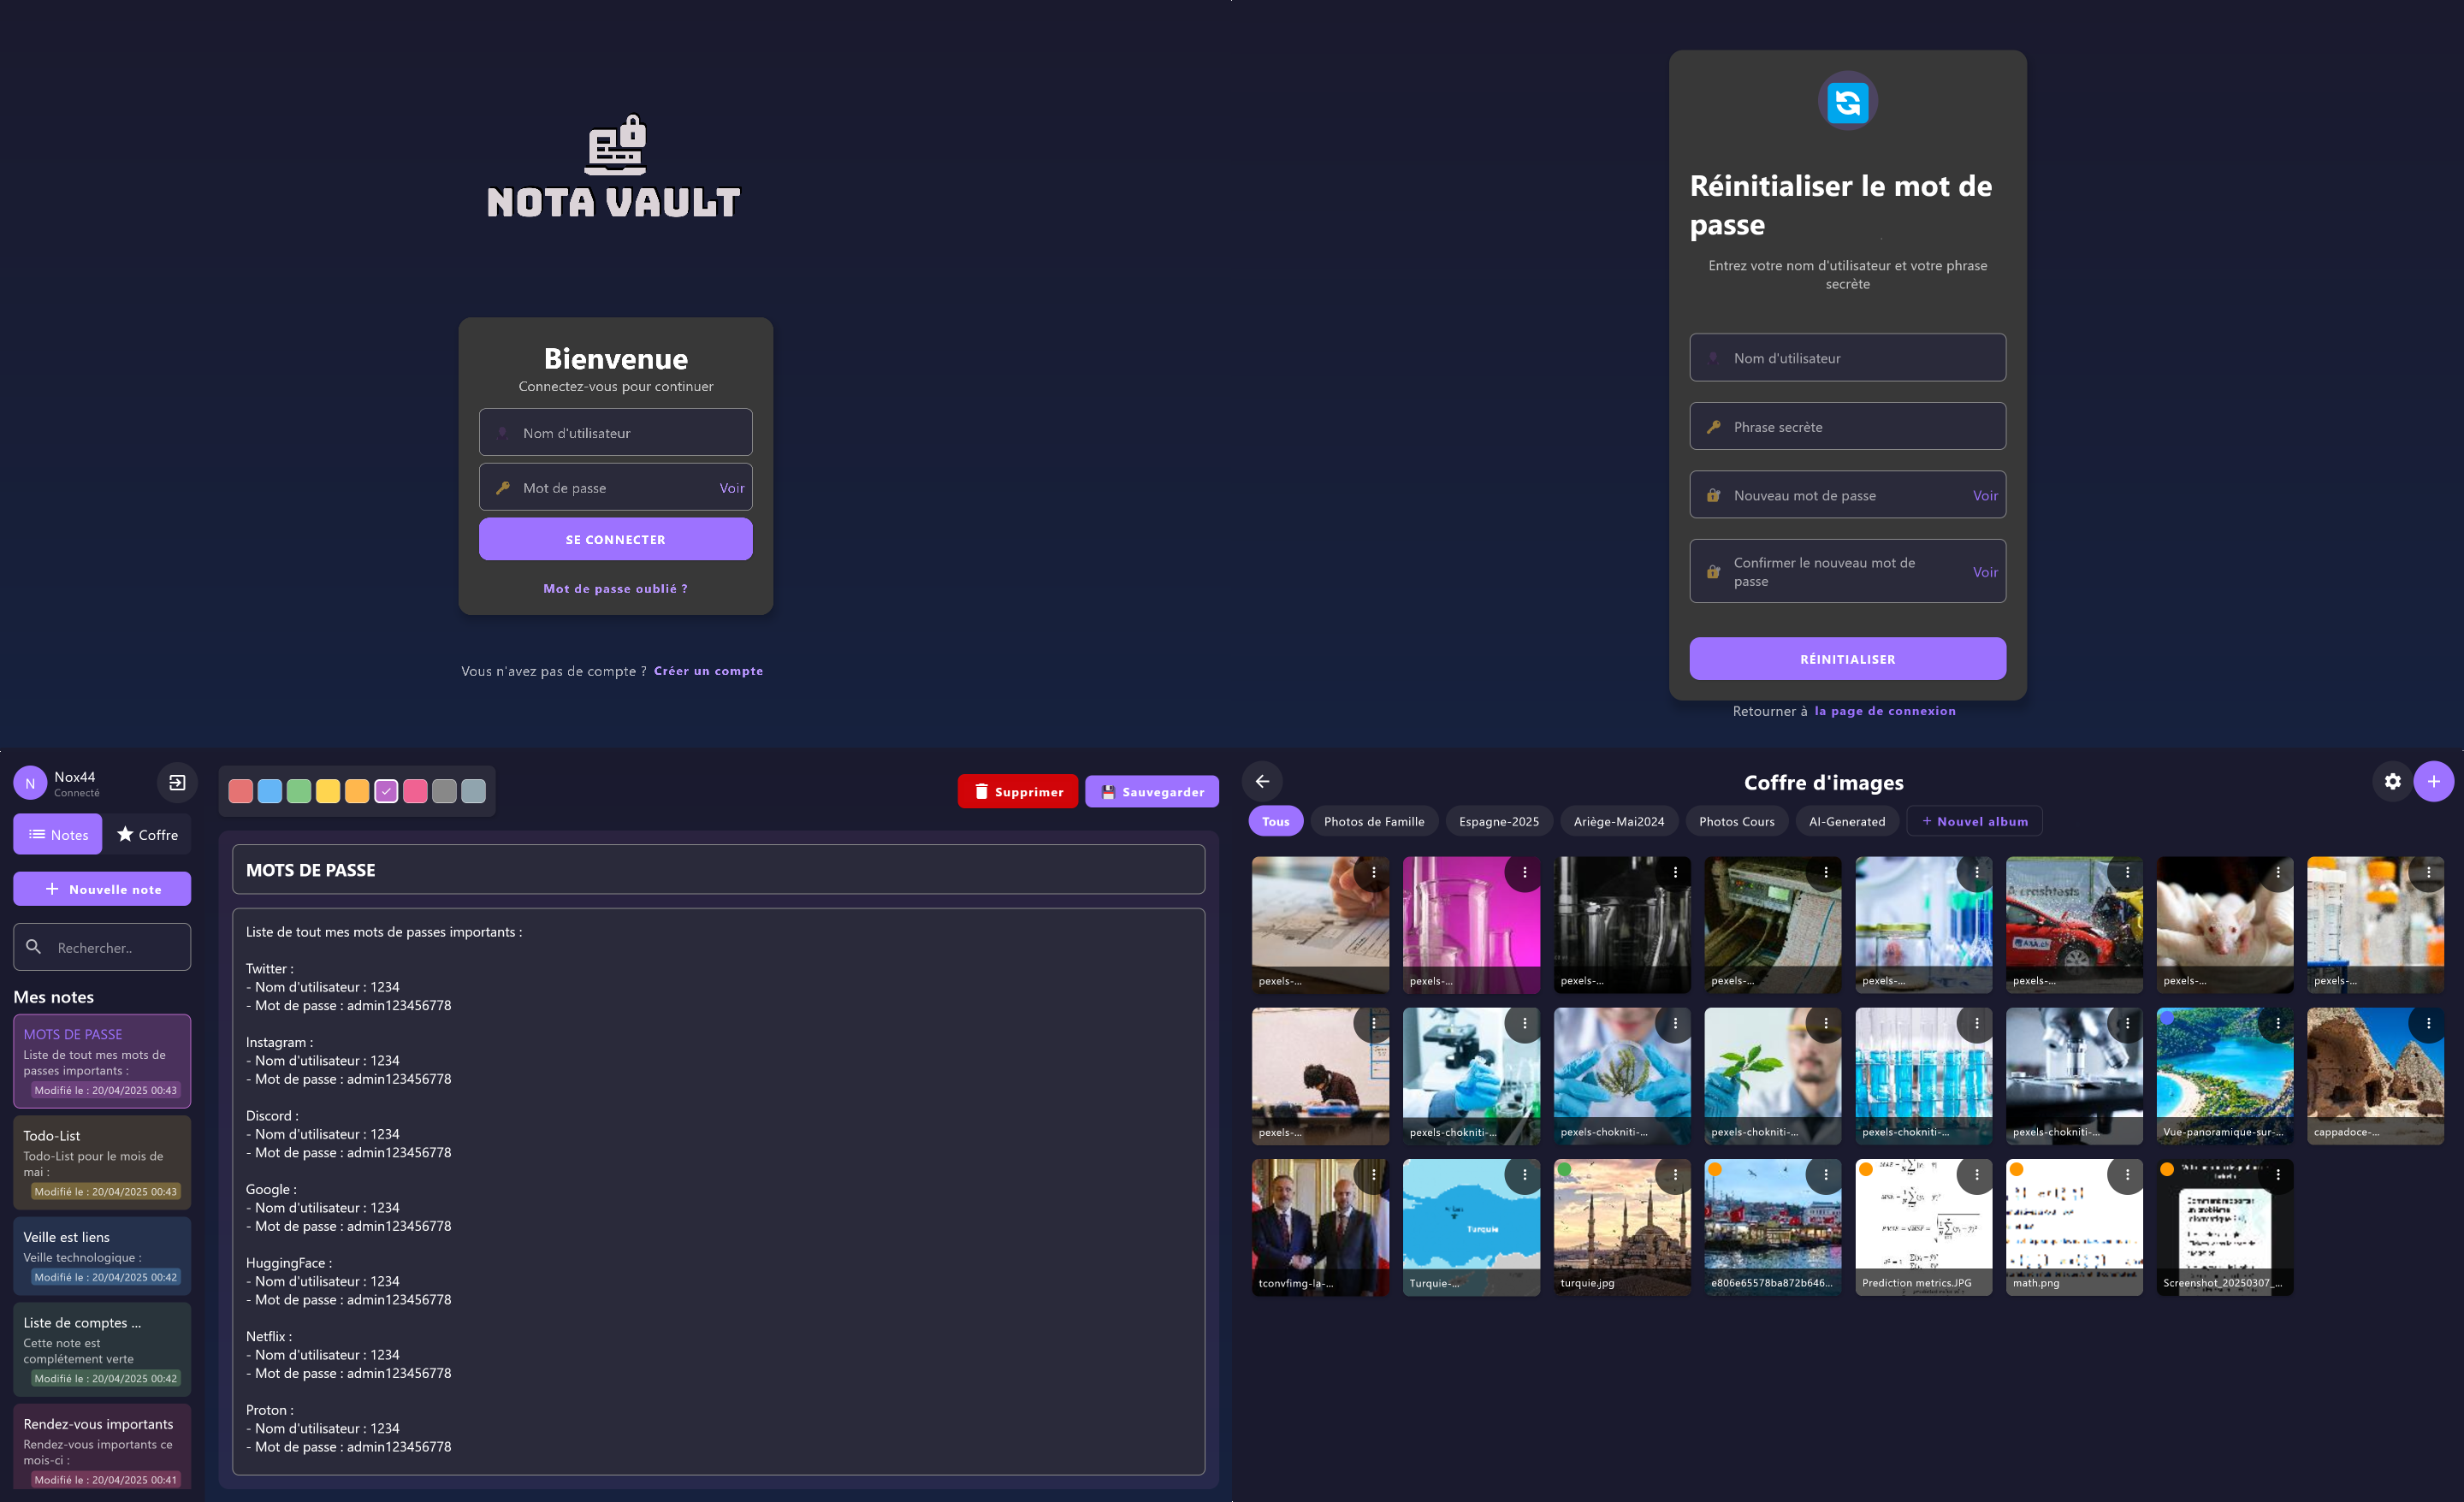 NOTA VAULT
Bienvenue
Connectez-vous pour continuer
Nom d'utilisateur
Mot de passe
Voir
SE CONNECTER
Mot de passe oublié ?
Vous n'avez pas de compte ? Créer un compte
Réinitialiser le mot de
passe
Entrez votre nom d'utilisateur et votre phrase
secrète
Nom d'utilisateur
Phrase secrète
Nouveau mot de passe
Voir
Confirmer le nouveau mot de
passe
Voir
RÉINITIALISER
Retourner à la page de connexion
N
Nox44
Connecté
Notes
Coffre
Nouvelle note
Rechercher..
Mes notes
MOTS DE PASSE
Liste de tout mes mots de
passes importants :
Modifié le : 20/04/2025 00:43
Todo-List
Todo-List pour le mois de
mai :
Modifié le : 20/04/2025 00:43
Veille est liens
Veille technologique :
Modifié le : 20/04/2025 00:42
Liste de comptes ...
Cette note est
complétement verte
Modifié le : 20/04/2025 00:42
Rendez-vous importants
Rendez-vous importants ce
mois-ci :
Modifié le : 20/04/2025 00:41
Supprimer
Sauvegarder
MOTS DE PASSE
Liste de tout mes mots de passes importants :
Twitter :
- Nom d'utilisateur : 1234
- Mot de passe : admin123456778
Instagram :
- Nom d'utilisateur : 1234
- Mot de passe : admin123456778
Discord :
- Nom d'utilisateur : 1234
- Mot de passe : admin123456778
Google :
- Nom d'utilisateur : 1234
- Mot de passe : admin123456778
HuggingFace :
- Nom d'utilisateur : 1234
- Mot de passe : admin123456778
Netflix :
- Nom d'utilisateur : 1234
- Mot de passe : admin123456778
Proton :
- Nom d'utilisateur : 1234
- Mot de passe : admin123456778
Coffre d'images
Tous
Photos de Famille
Espagne-2025
Ariège-Mai2024
Photos Cours
AI-Generated
+ Nouvel album
crashtests
pexels-...
pexels-...
pexels-...
pexels-...
pexels-...
pexels-...
pexels-...
pexels-...
pexels-...
pexels-chokniti-...
pexels-chokniti-...
pexels-chokniti-...
pexels-chokniti-...
pexels-chokniti-...
Vue-panoramique-sur-...
cappadoce-...
Turquie
tconvfimg-la-...
Turquie-...
turquie.jpg
e806e65578ba872b646...
Prediction metrics.JPG
math.png
Screenshot_20250307_...